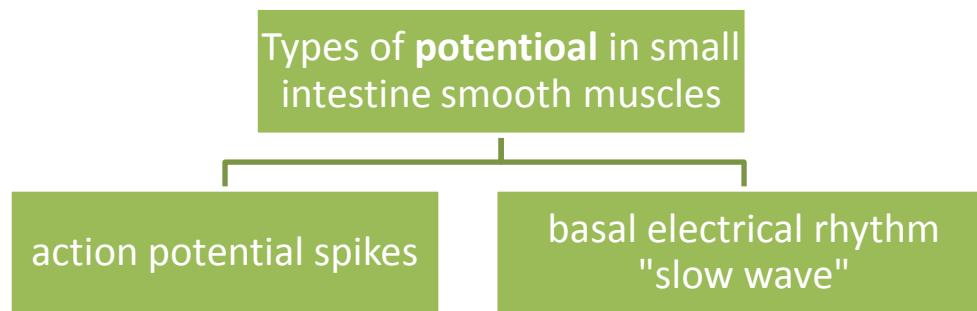 Types of potentioal in small
intestine smooth muscles
action potential spikes
basal electrical rhythm
"slow wave"